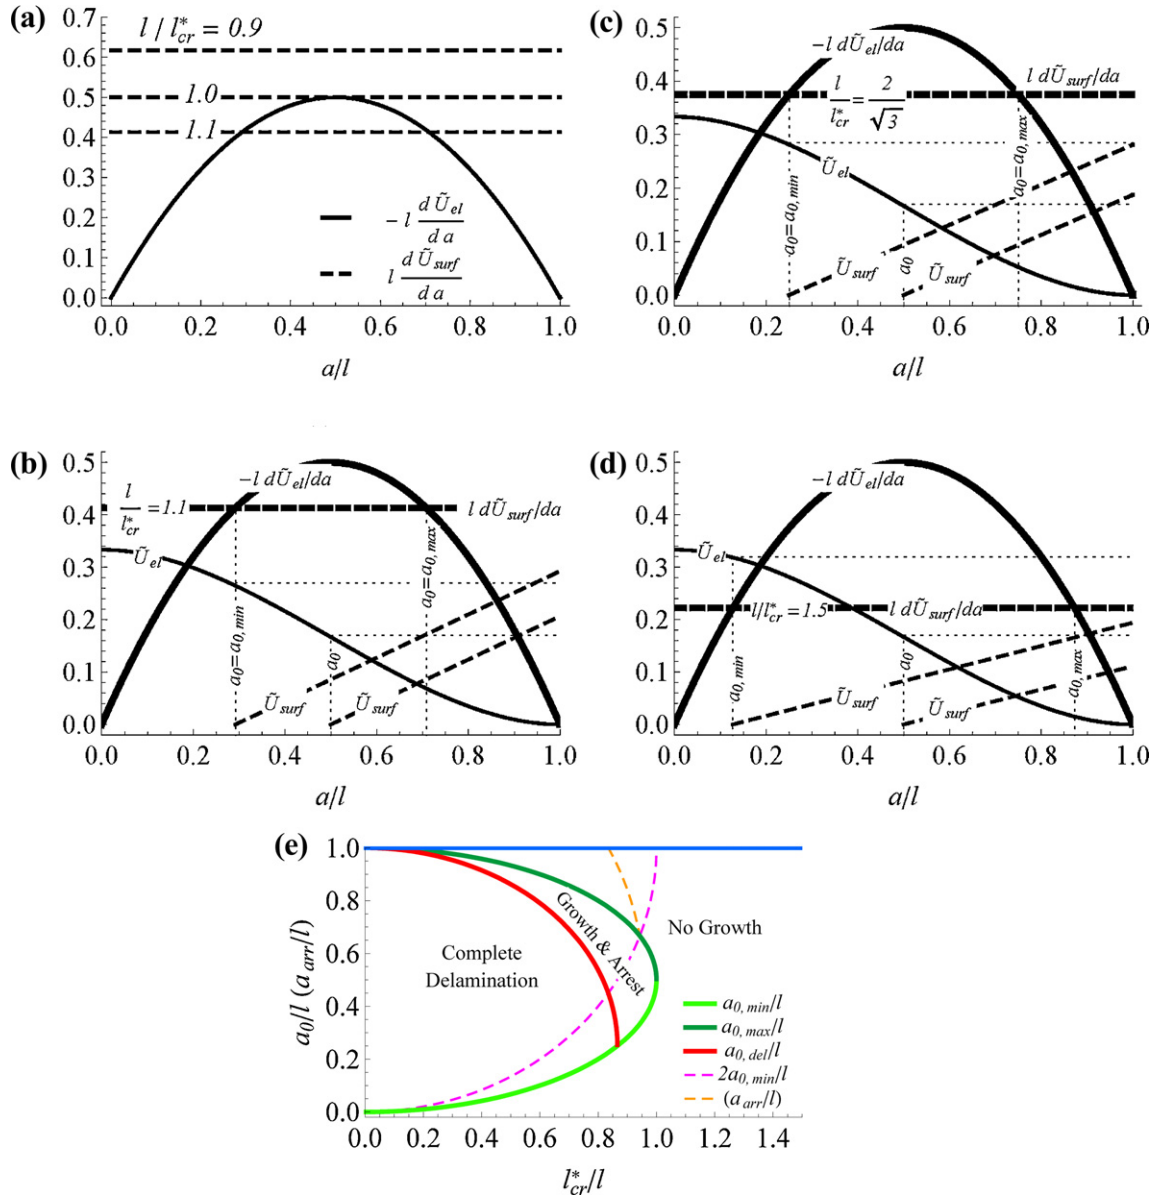 (a)
0.7
0.6
0.5
0.4
0.3
0.2
0.1
0.0
l / l*cr = 0.9
1.0
1.1
− l dŨel / da
l dŨsurf / da
0.0 0.2 0.4 0.6 0.8 1.0
a/l
(c)
0.5
0.4
0.3
0.2
0.1
0.0
−l dŨel/da
l dŨsurf/da
l / l*cr = 2 / √3
Ũel
a0=a0,min
a0=a0,max
Ũsurf
a0
Ũsurf
0.0 0.2 0.4 0.6 0.8 1.0
a/l
(b)
0.5
0.4
0.3
0.2
0.1
0.0
−l dŨel/da
l / l*cr =1.1
l dŨsurf/da
Ũel
a0=a0,min
a0
a0=a0,max
Ũsurf
Ũsurf
0.0 0.2 0.4 0.6 0.8 1.0
a/l
(d)
0.5
0.4
0.3
0.2
0.1
0.0
−l dŨel/da
Ũel
l/l*cr =1.5
l dŨsurf/da
a0,min
a0
a0,max
Ũsurf
Ũsurf
0.0 0.2 0.4 0.6 0.8 1.0
a/l
(e)
a0/l (aarr/l)
1.0
0.8
0.6
0.4
0.2
0.0
Complete
Delamination
Growth & Arrest
No Growth
a0,min/l
a0,max/l
a0,del/l
2a0,min/l
(aarr/l)
0.0 0.2 0.4 0.6 0.8 1.0 1.2 1.4
l*cr/l